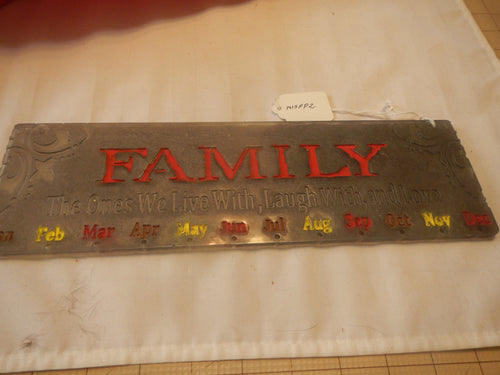 NSFPZ
FAMILY
The Ones We Live With, Laugh With, and Love
Feb Mar Apr May Jun Jul Aug Sep Oct Nov Dec